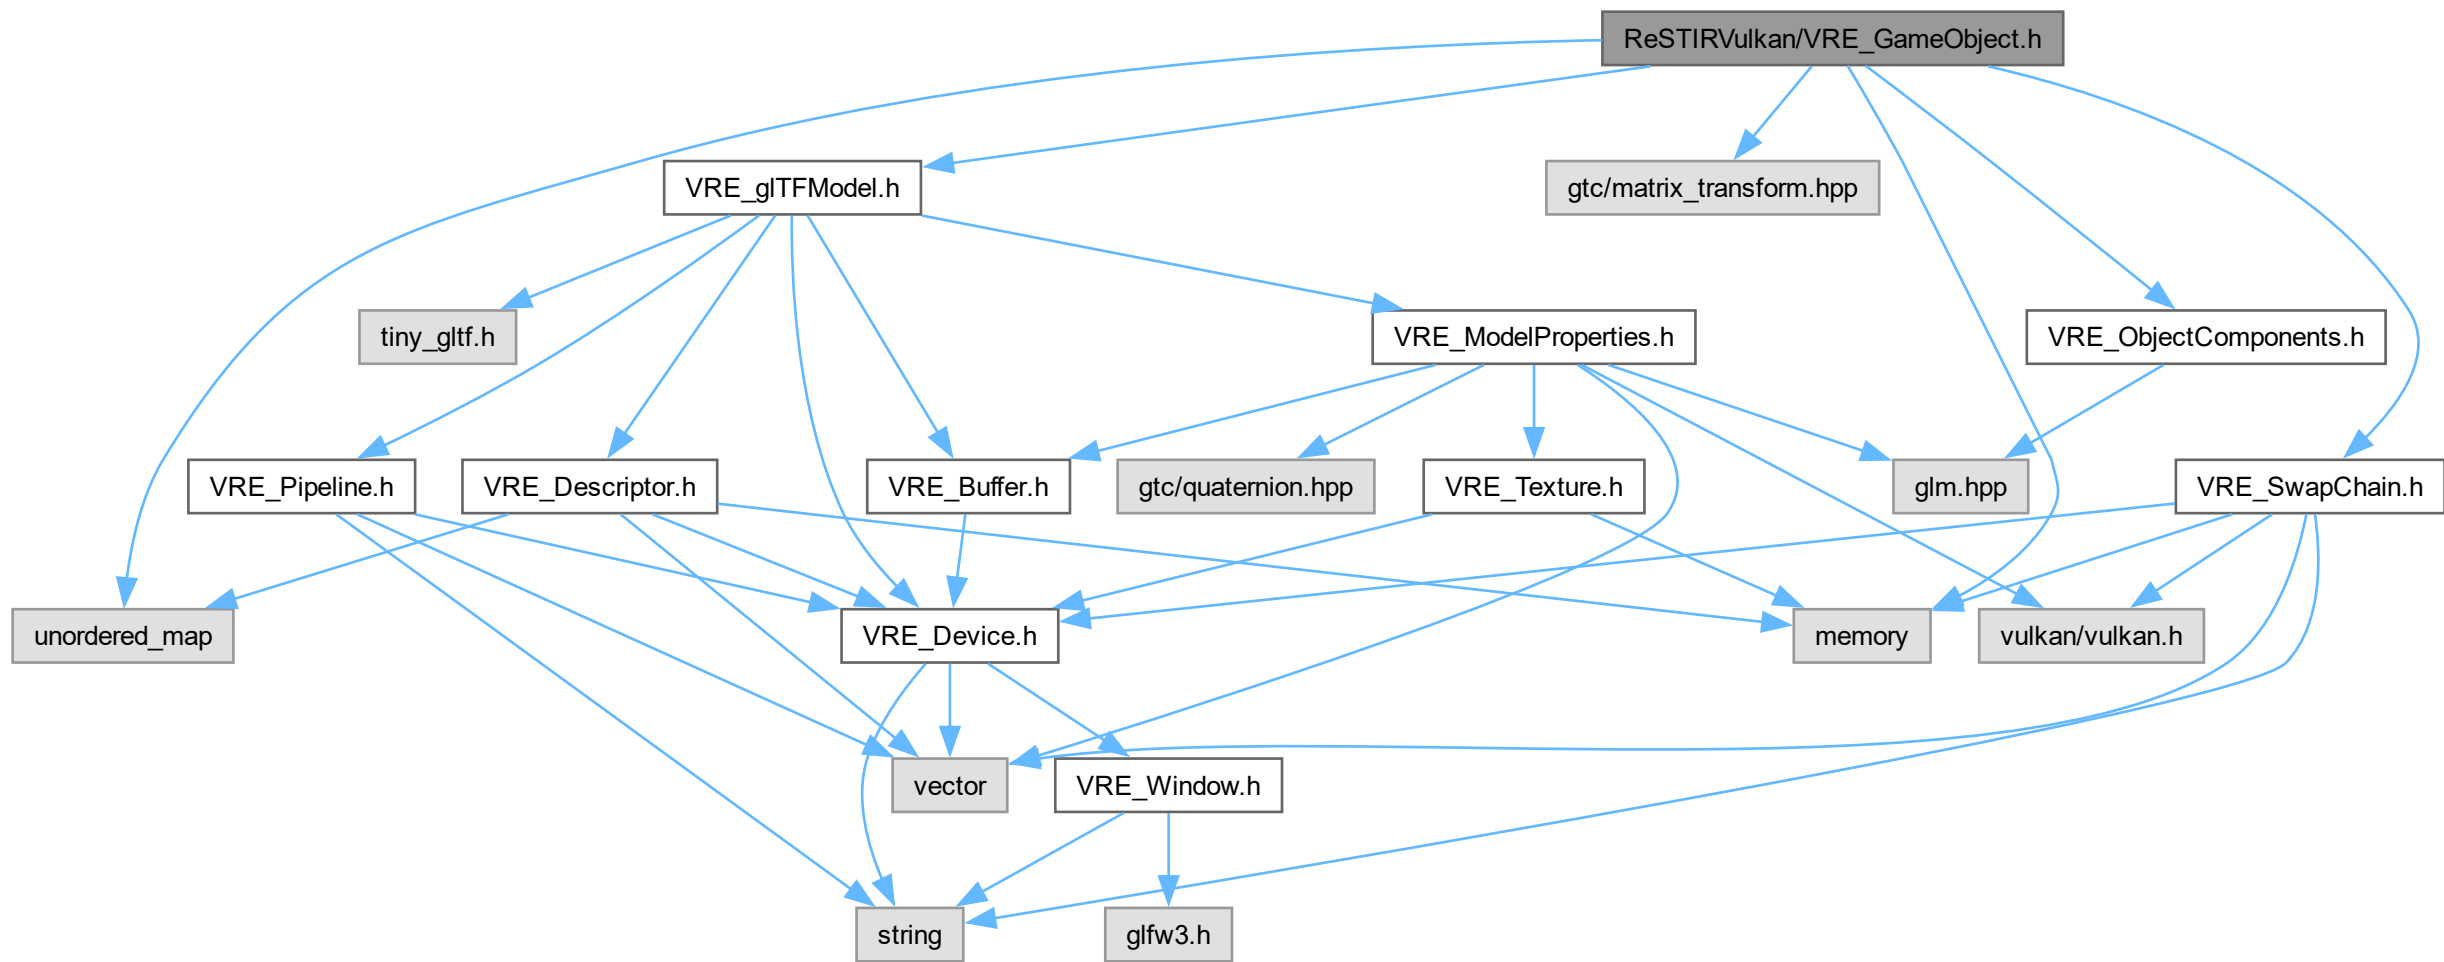 ReSTIRVulkan/VRE_GameObject.h
VRE_glTFModel.h
gtc/matrix_transform.hpp
tiny_gltf.h
VRE_ModelProperties.h
VRE_ObjectComponents.h
VRE_Pipeline.h
VRE_Descriptor.h
VRE_Buffer.h
gtc/quaternion.hpp
VRE_Texture.h
glm.hpp
VRE_SwapChain.h
unordered_map
VRE_Device.h
memory
vulkan/vulkan.h
vector
VRE_Window.h
string
glfw3.h